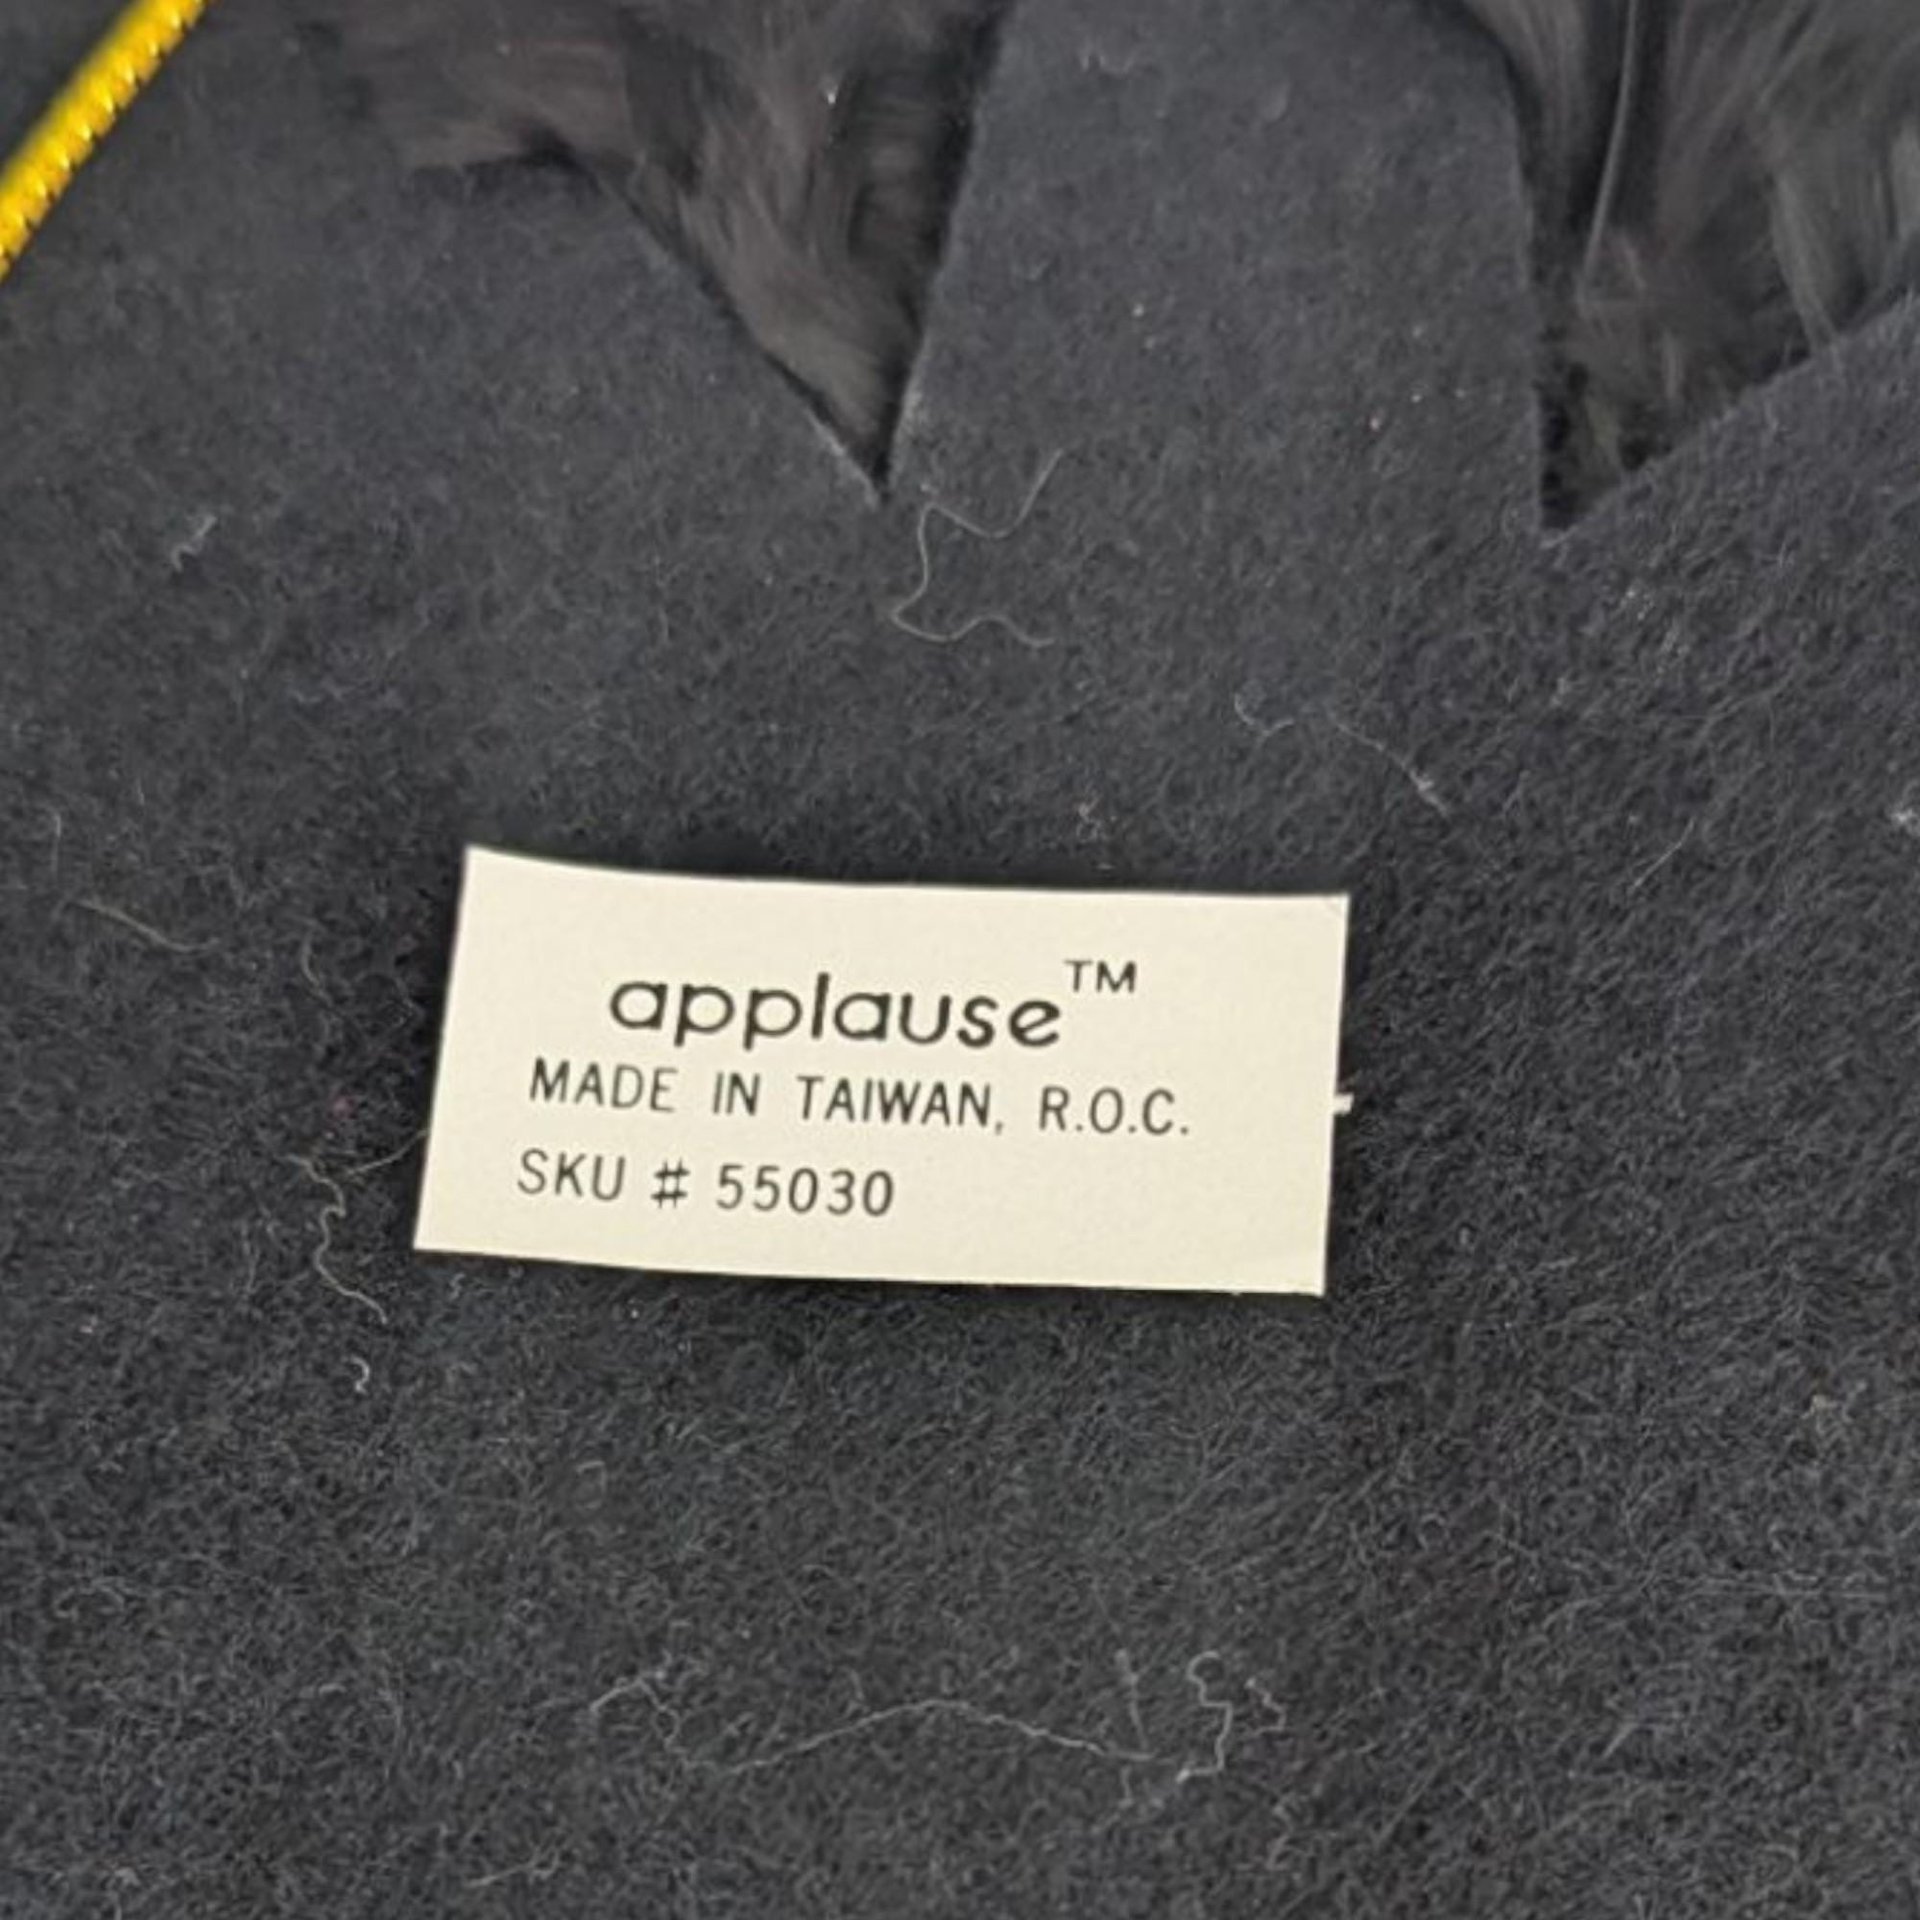 applause™
MADE IN TAIWAN, R.O.C.
SKU # 55030